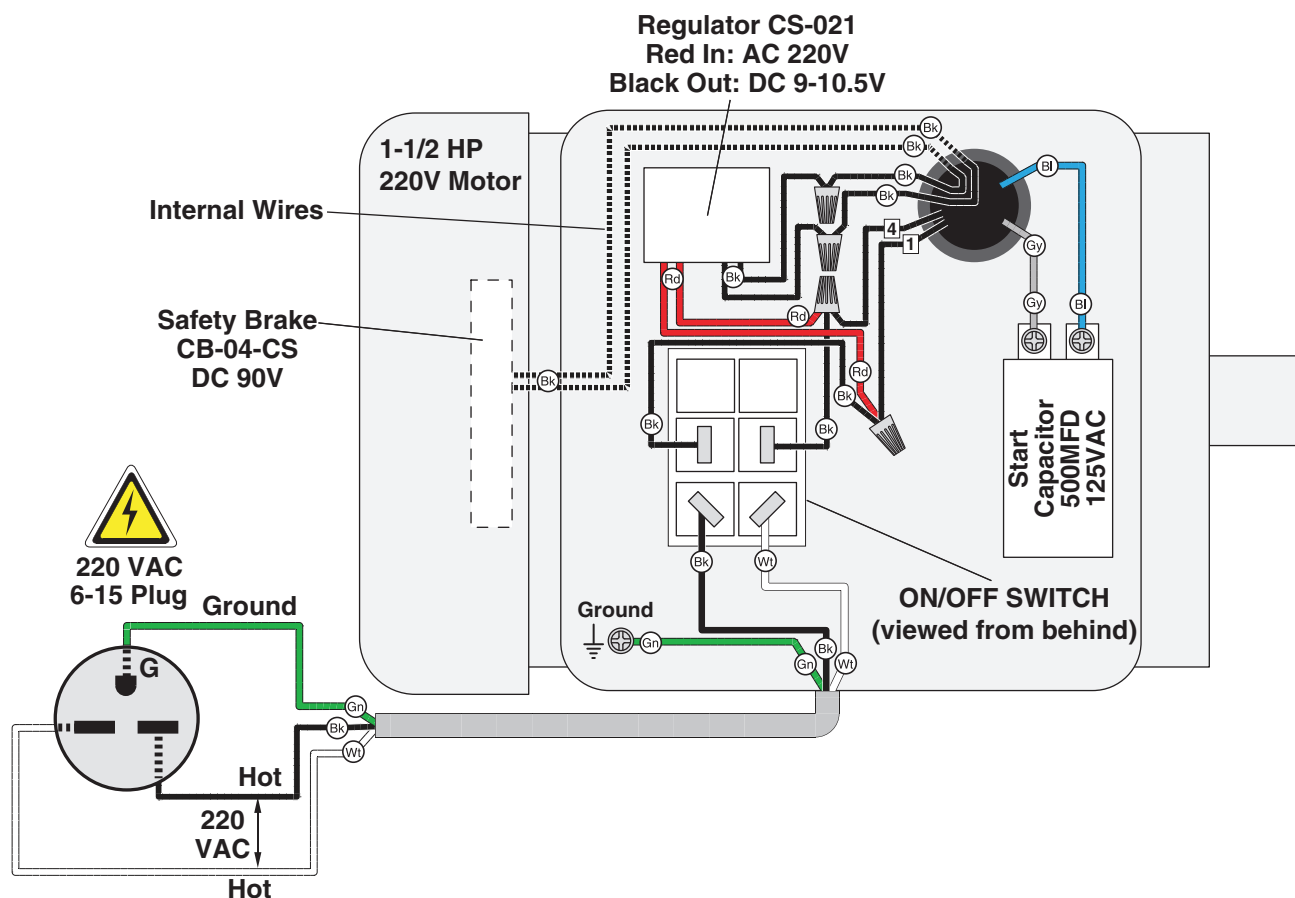 Regulator CS-021
Red In: AC 220V
Black Out: DC 9-10.5V
1-1/2 HP
220V Motor
Internal Wires
Safety Brake
CB-04-CS
DC 90V
Bk
Bk
Bk
Bk
4
1
Bl
Gy
Gy
Bl
Rd
Bk
Rd
Rd
Bk
Bk
Bk
Start
Capacitor
500MFD
125VAC
Bk
Wt
ON/OFF SWITCH
(viewed from behind)
Ground
Gn
Bk
Gn
Wt
220 VAC
6-15 Plug
Ground
G
Gn
Bk
Wt
Hot
220
VAC
Hot